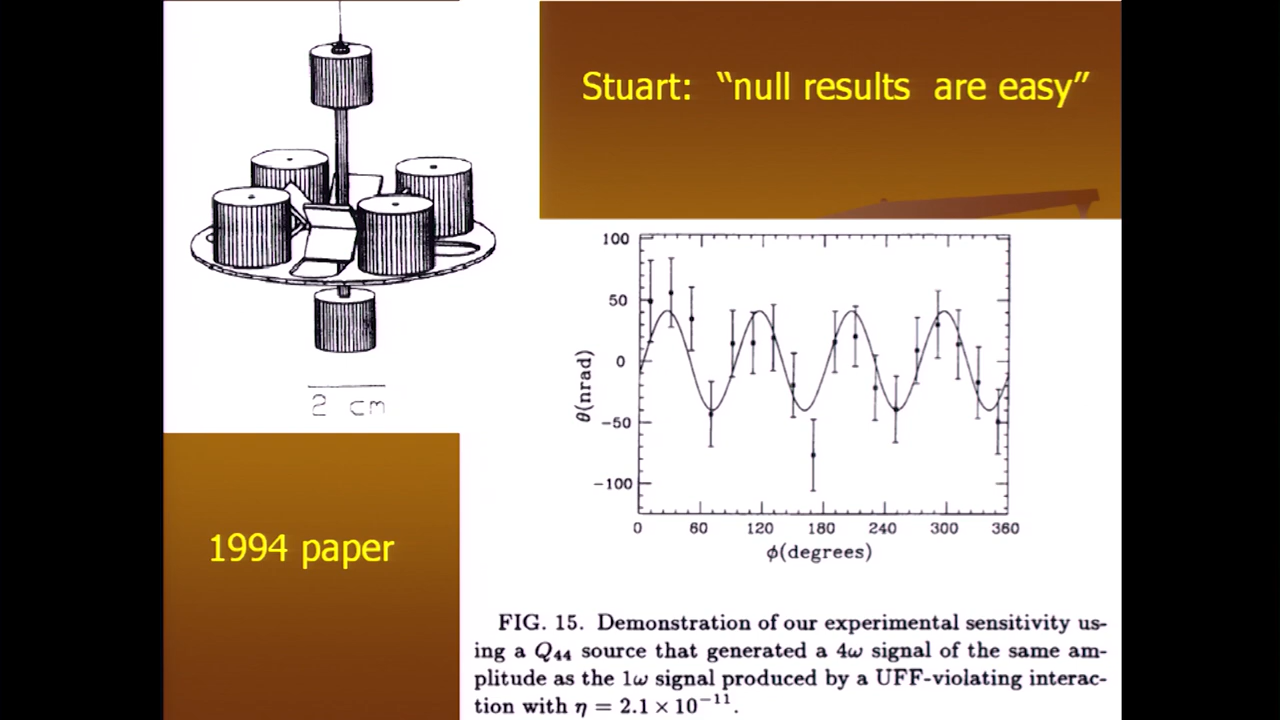 Stuart: “null results are easy”
2 cm
1994 paper
100
50
0
−50
−100
θ(nrad)
0 60 120 180 240 300 360
ϕ(degrees)
FIG. 15. Demonstration of our experimental sensitivity us-
ing a Q₄₄ source that generated a 4ω signal of the same am-
plitude as the 1ω signal produced by a UFF-violating interac-
tion with η = 2.1 × 10⁻¹¹.